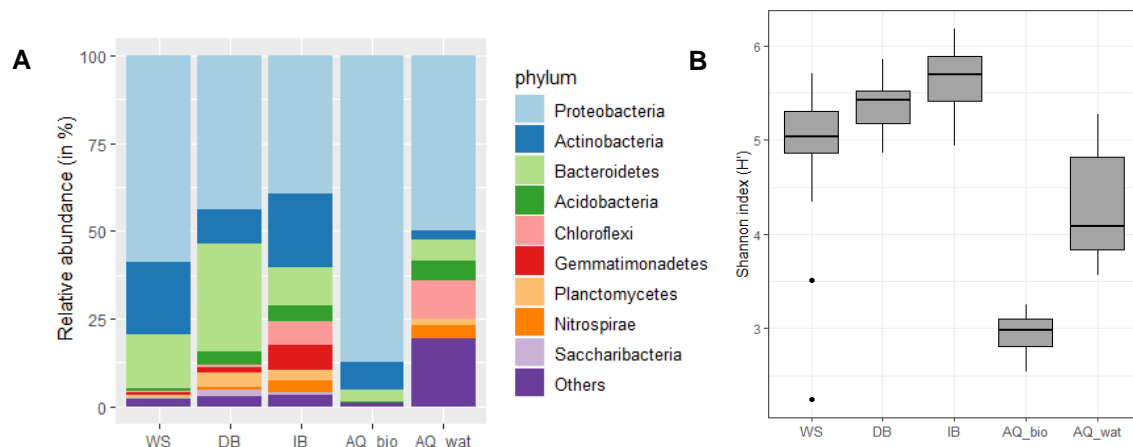 A
Relative abundance (in %)
100
75
50
25
0
WS DB IB AQ_bio AQ_wat
phylum
Proteobacteria
Actinobacteria
Bacteroidetes
Acidobacteria
Chloroflexi
Gemmatimonadetes
Planctomycetes
Nitrospirae
Saccharibacteria
Others
B
Shannon index (H')
6
5
4
3
WS DB IB AQ_bio AQ_wat